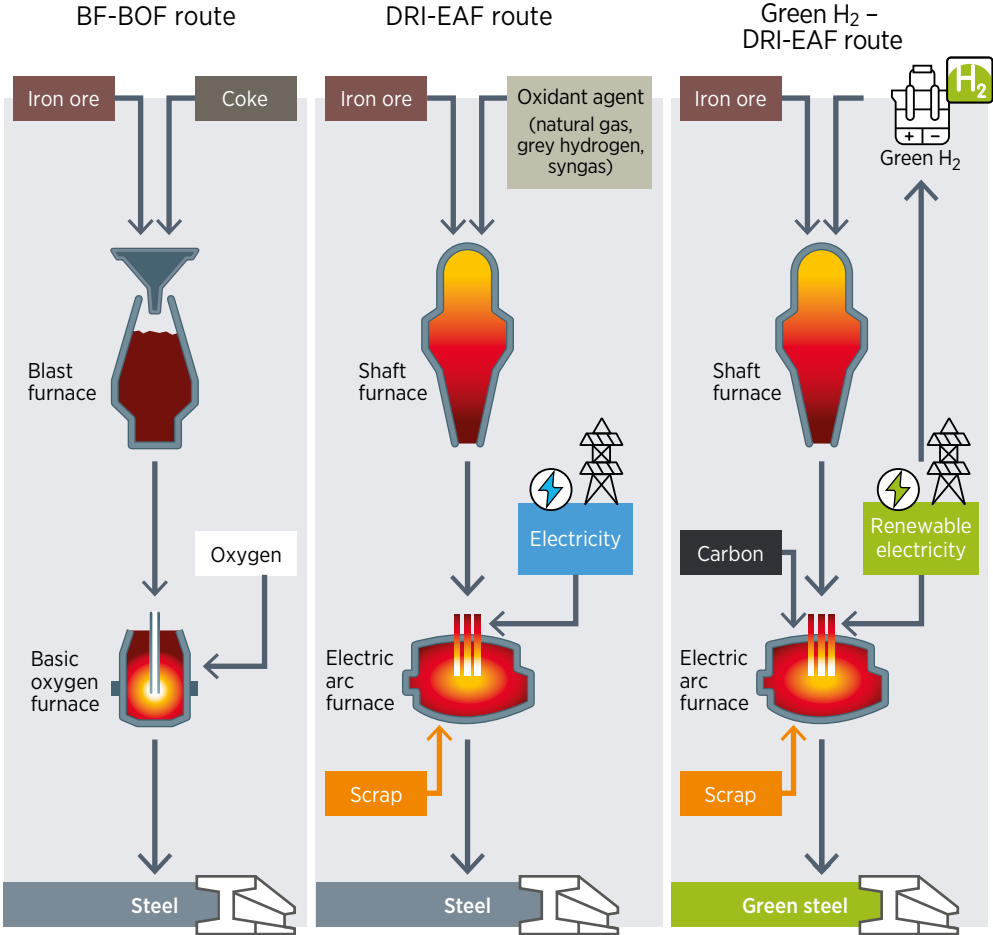 BF-BOF route
Iron ore
Coke
Blast
furnace
Oxygen
Basic
oxygen
furnace
Steel
DRI-EAF route
Iron ore
Oxidant agent
(natural gas,
grey hydrogen,
syngas)
Shaft
furnace
Electricity
Electric
arc
furnace
Scrap
Steel
Green H₂ –
DRI-EAF route
Iron ore
H₂
+ −
Green H₂
Shaft
furnace
Carbon
Renewable
electricity
Electric
arc
furnace
Scrap
Green steel